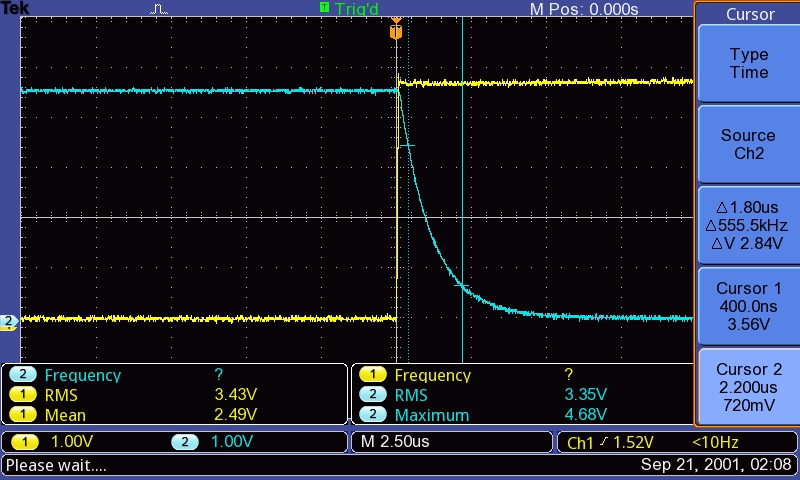 Tek T Trig'd M Pos: 0.000s
T
2
Cursor
Type
Time
Source
Ch2
△1.80us
△555.5kHz
△V 2.84V
Cursor 1
400.0ns
3.56V
Cursor 2
2.200us
720mV
2 Frequency ?
1 RMS 3.43V
1 Mean 2.49V
1 Frequency ?
2 RMS 3.35V
2 Maximum 4.68V
1 1.00V 2 1.00V M 2.50us Ch1 1.52V <10Hz
Please wait.... Sep 21, 2001, 02:08